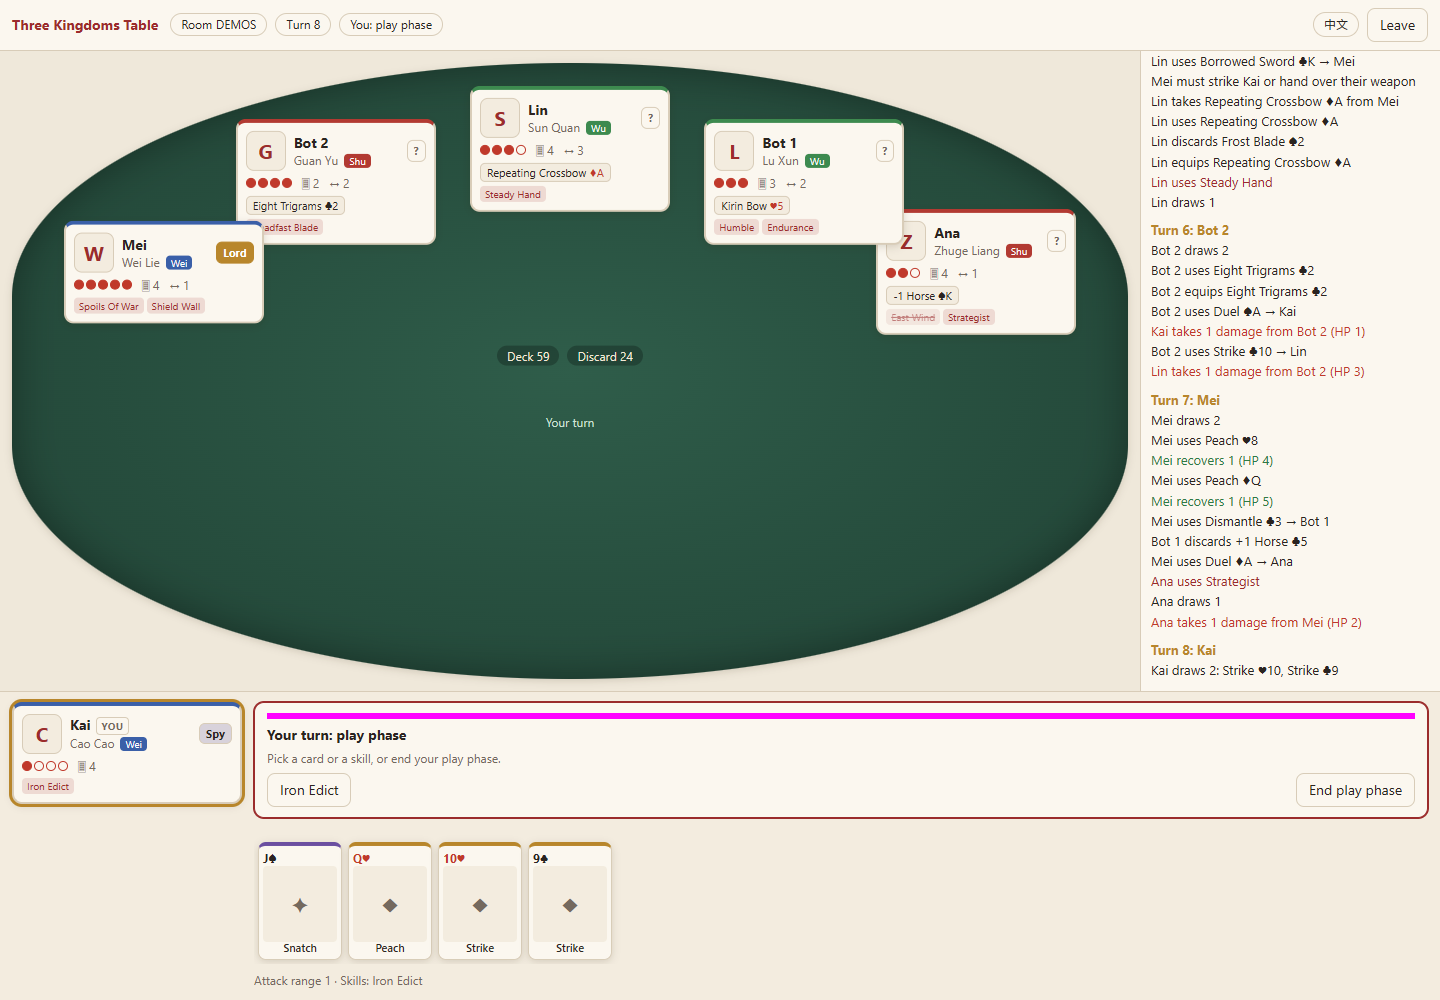 Three Kingdoms Table
Room DEMOS
Turn 8
You: play phase
中文
Leave
S
Lin
Sun Quan Wu
?
4 ↔ 3
Repeating Crossbow ♦A
Steady Hand
G
Bot 2
Guan Yu Shu
?
2 ↔ 2
Eight Trigrams ♣2
adfast Blade
L
Bot 1
Lu Xun Wu
?
3 ↔ 2
Kirin Bow ♥5
Humble Endurance
W
Mei
Wei Lie Wei
Lord
4 ↔ 1
Spoils Of War Shield Wall
Z
Ana
Zhuge Liang Shu
?
4 ↔ 1
-1 Horse ♠K
East Wind Strategist
Deck 59
Discard 24
Your turn
Lin uses Borrowed Sword ♣K → Mei
Mei must strike Kai or hand over their weapon
Lin takes Repeating Crossbow ♦A from Mei
Lin uses Repeating Crossbow ♦A
Lin discards Frost Blade ♠2
Lin equips Repeating Crossbow ♦A
Lin uses Steady Hand
Lin draws 1
Turn 6: Bot 2
Bot 2 draws 2
Bot 2 uses Eight Trigrams ♣2
Bot 2 equips Eight Trigrams ♣2
Bot 2 uses Duel ♠A → Kai
Kai takes 1 damage from Bot 2 (HP 1)
Bot 2 uses Strike ♣10 → Lin
Lin takes 1 damage from Bot 2 (HP 3)
Turn 7: Mei
Mei draws 2
Mei uses Peach ♥8
Mei recovers 1 (HP 4)
Mei uses Peach ♦Q
Mei recovers 1 (HP 5)
Mei uses Dismantle ♣3 → Bot 1
Bot 1 discards +1 Horse ♣5
Mei uses Duel ♦A → Ana
Ana uses Strategist
Ana draws 1
Ana takes 1 damage from Mei (HP 2)
Turn 8: Kai
Kai draws 2: Strike ♥10, Strike ♣9
C
Kai YOU
Cao Cao Wei
Spy
4
Iron Edict
Your turn: play phase
Pick a card or a skill, or end your play phase.
Iron Edict
End play phase
J♠
Snatch
Q♥
Peach
10♥
Strike
9♣
Strike
Attack range 1 · Skills: Iron Edict